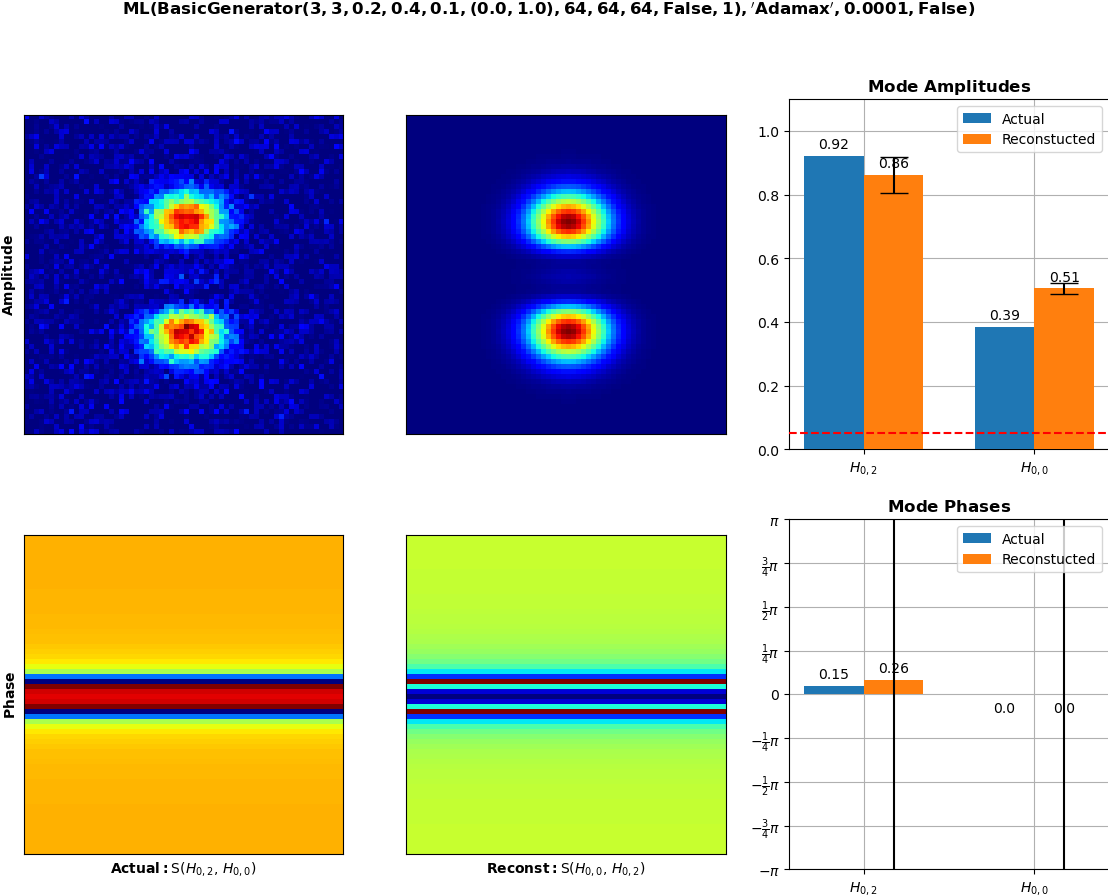 ML(BasicGenerator(3, 3, 0.2, 0.4, 0.1, (0.0, 1.0), 64, 64, 64, False, 1), 'Adamax', 0.0001, False)
Mode Amplitudes
Actual
Reconstucted
1.0
0.8
0.6
0.4
0.2
0.0
0.92
0.86
0.39
0.51
H0, 2
H0, 0
Amplitude
Mode Phases
Actual
Reconstucted
π
3/4π
1/2π
1/4π
0
−1/4π
−1/2π
−3/4π
−π
0.15
0.26
0.0
0.0
H0, 2
H0, 0
Phase
Actual: S(H0, 2, H0, 0)
Reconst: S(H0, 0, H0, 2)